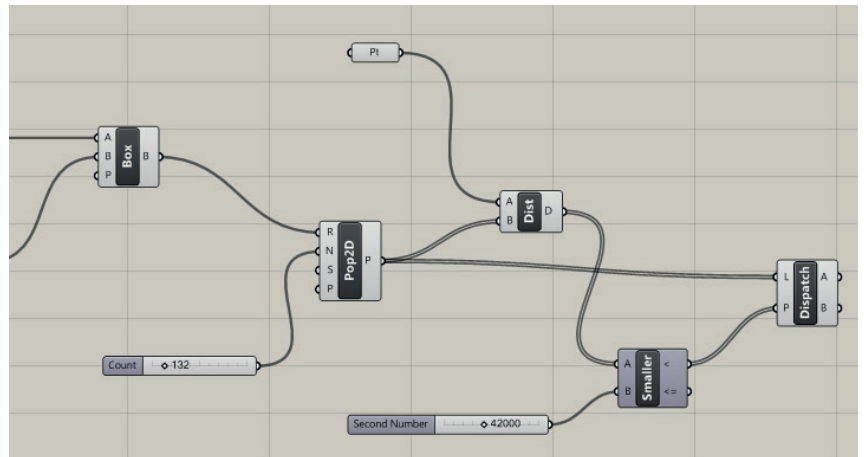 Pt
A
B
P
Box
B
R
N
S
P
Pop2D
P
A
B
Dist
D
L
P
Dispatch
A
B
Count
132
A
B
Smaller
<
<=
Second Number
42000